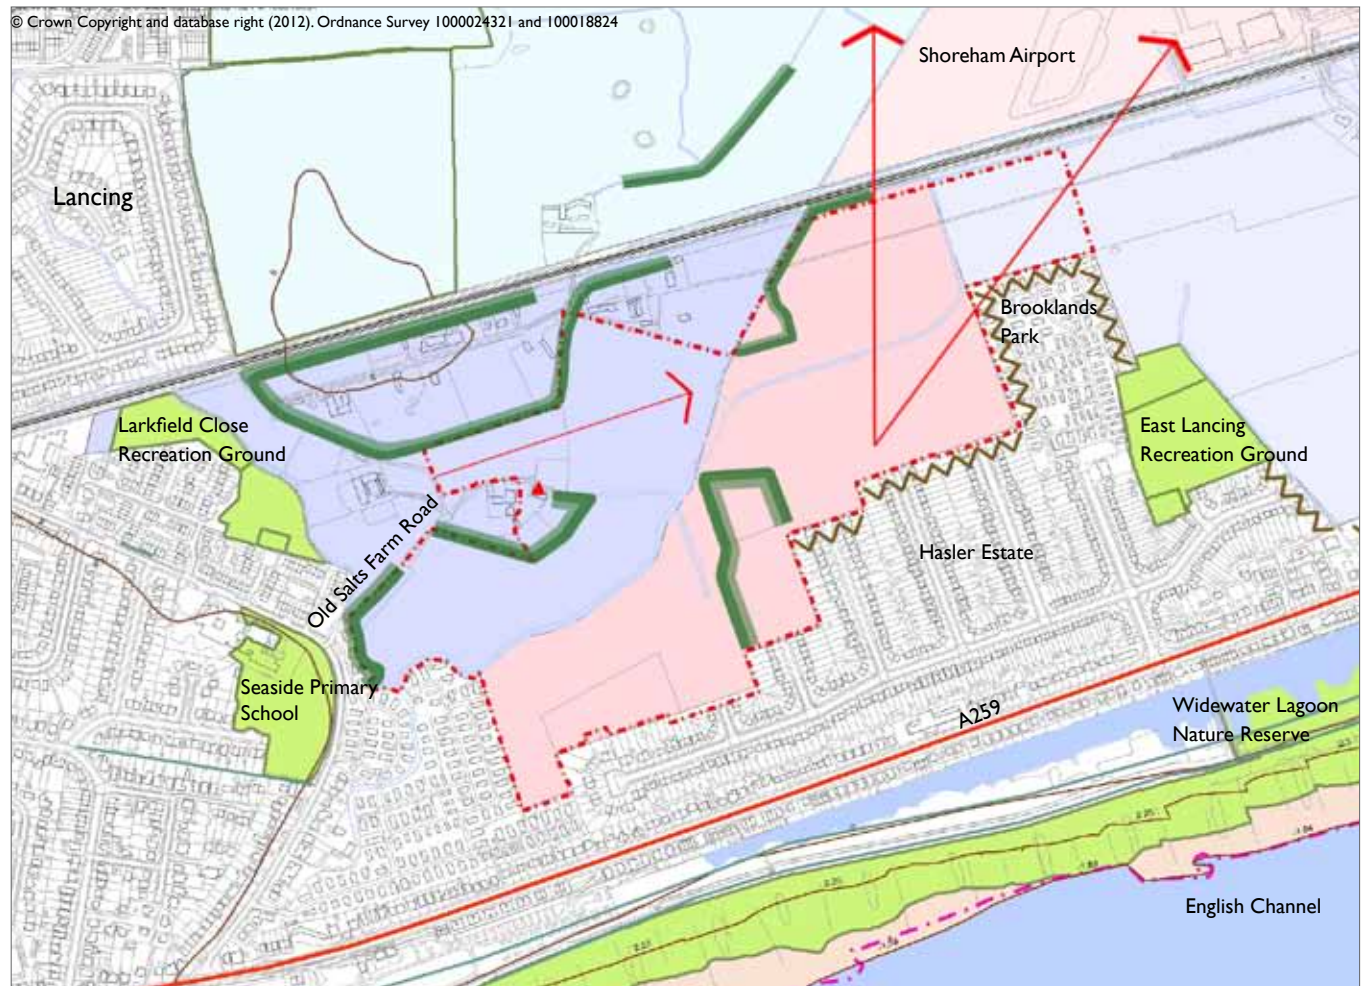 © Crown Copyright and database right (2012). Ordnance Survey 1000024321 and 100018824
Shoreham Airport
Lancing
Brooklands
Park
Larkfield Close
Recreation Ground
East Lancing
Recreation Ground
Old Salts Farm Road
Hasler Estate
Seaside Primary
School
A259
Widewater Lagoon
Nature Reserve
English Channel